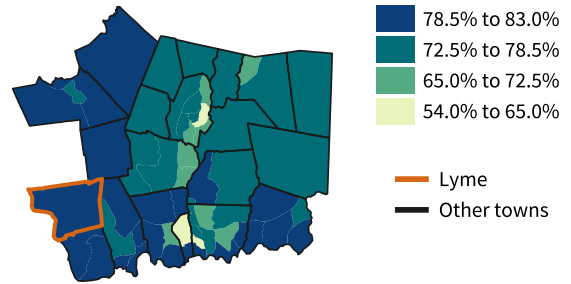 78.5% to 83.0%
72.5% to 78.5%
65.0% to 72.5%
54.0% to 65.0%
Lyme
Other towns